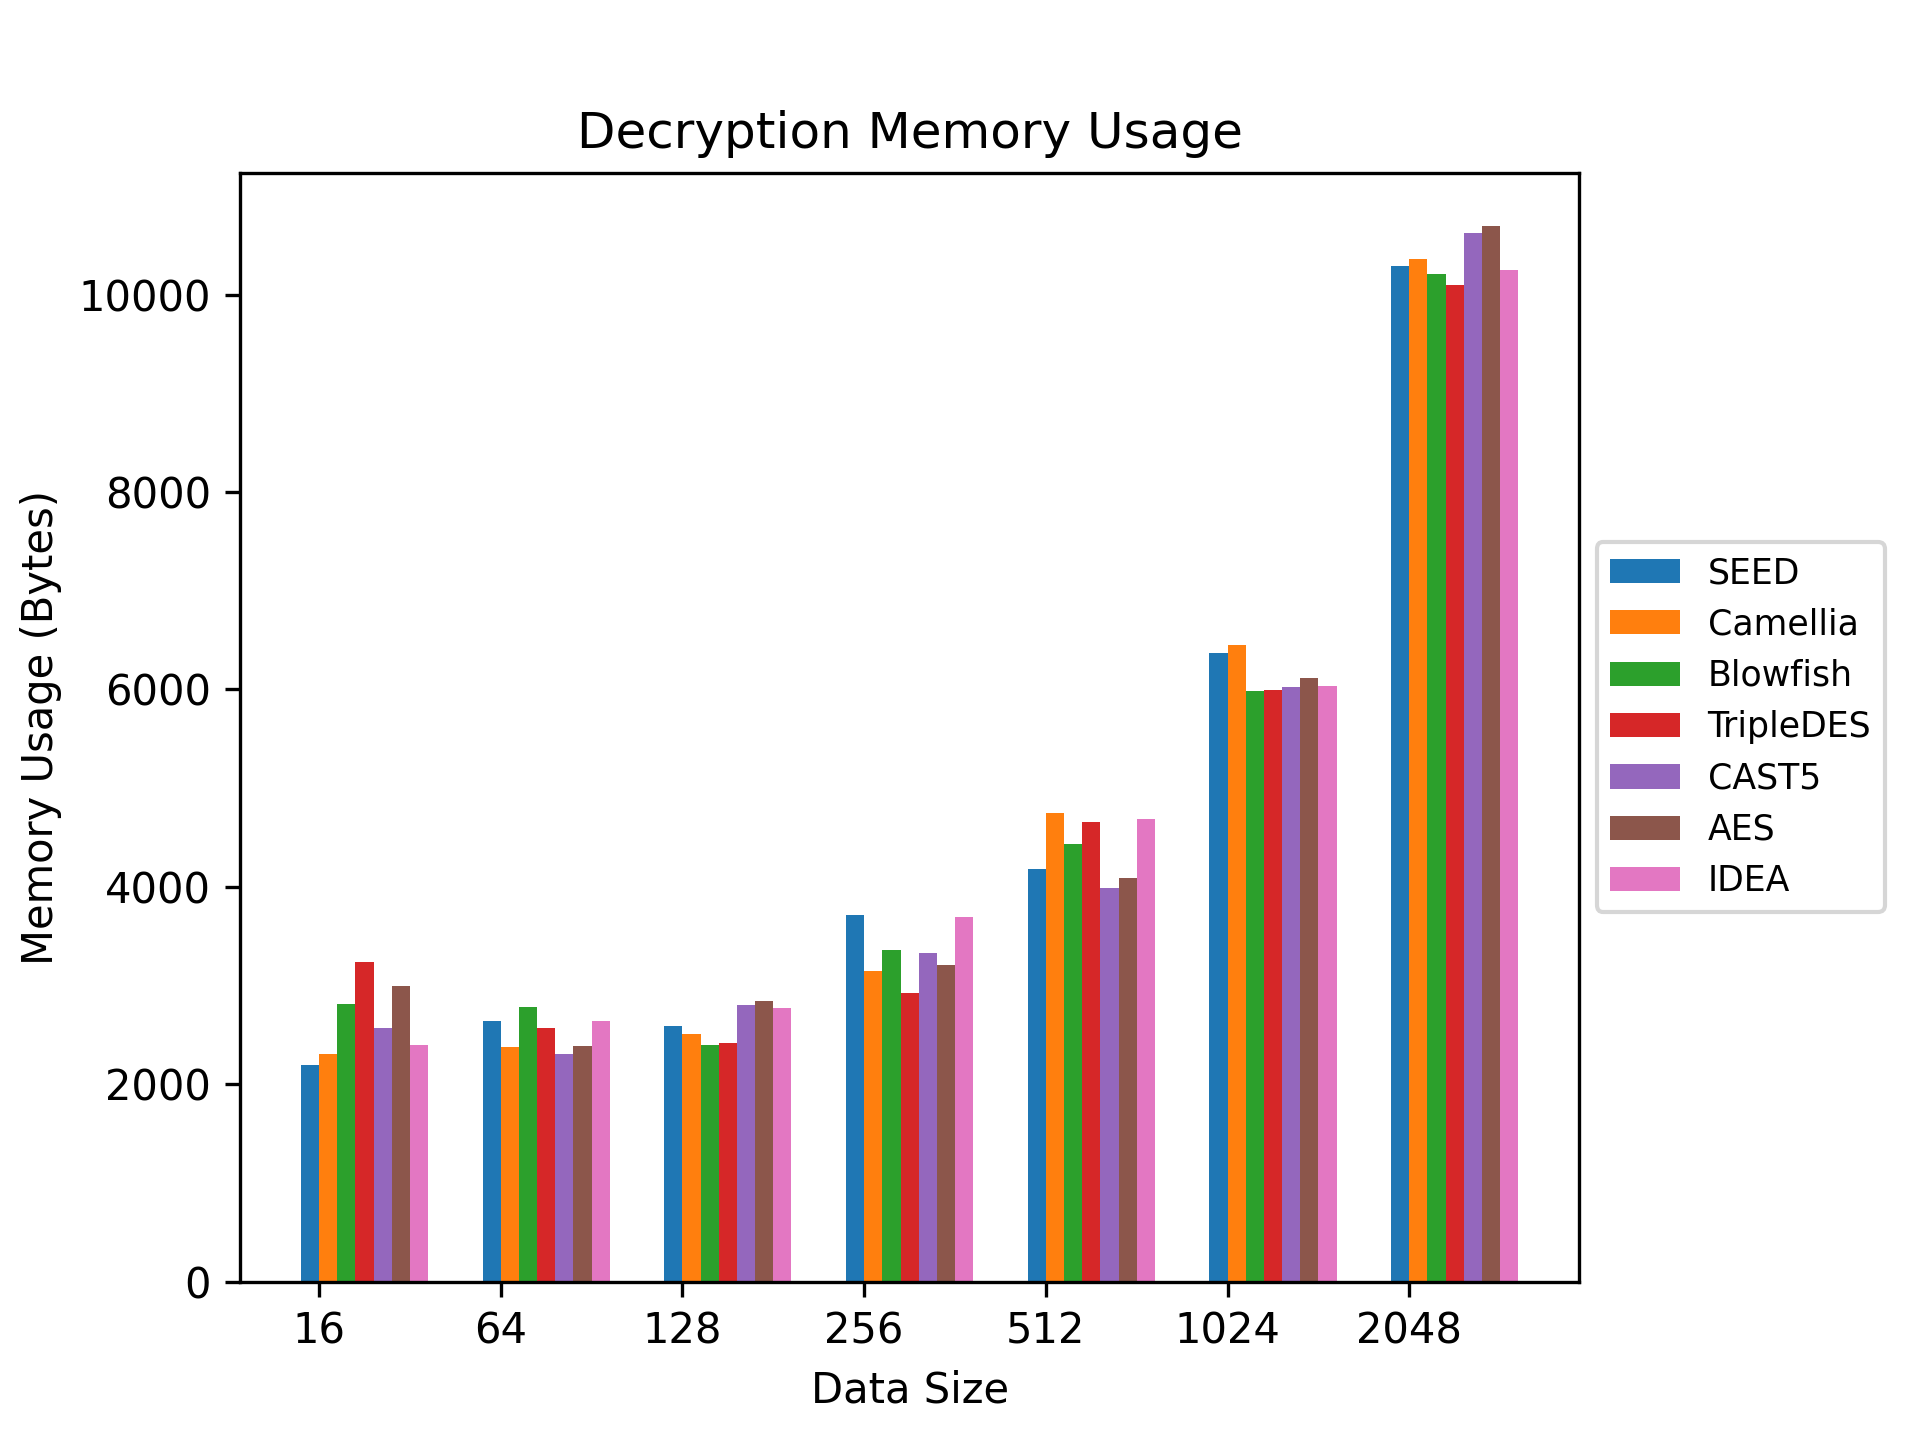 Decryption Memory Usage
Memory Usage (Bytes)
10000
8000
6000
4000
2000
0
16 64 128 256 512 1024 2048
Data Size
SEED
Camellia
Blowfish
TripleDES
CAST5
AES
IDEA